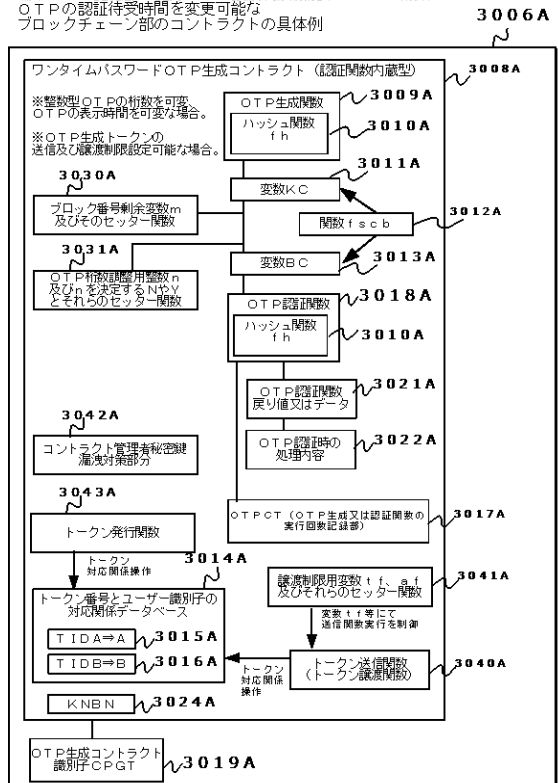 OTPの認証待受時間を変更可能な
ブロックチェーン部のコントラクトの具体例
3006A
ワンタイムパスワードOTP生成コントラクト(認証関数内蔵型)
3008A
※整数型OTPの桁数を可変、
OTPの表示時間を可変な場合。
※OTP生成トークンの
送信及び譲渡制限設定可能な場合。
OTP生成関数
3009A
ハッシュ関数
fh
3010A
3011A
変数KC
3030A
ブロック番号剰余変数m
及びそのセッター関数
関数fscb
3012A
3031A
OTP桁数調整用整数n
及びnを決定するNやY
とそれらのセッター関数
変数BC
3013A
OTP認証関数
3018A
ハッシュ関数
fh
3010A
OTP認証関数
戻り値又はデータ
3021A
OTP認証時の
処理内容
3022A
3042A
コントラクト管理者秘密鍵
漏洩対策部分
3043A
トークン発行関数
OTPCT(OTP生成又は認証関数の
実行回数記録部)
3017A
トークン
対応関係操作
3014A
トークン番号とユーザー識別子の
対応関係データベース
TIDA⇒A
3015A
TIDB⇒B
3016A
譲渡制限用変数tf、af
及びそれらのセッター関数
3041A
変数tf等にて
送信関数実行を制御
トークン送信関数
(トークン譲渡関数)
3040A
トークン
対応関係
操作
KNBN
3024A
OTP生成コントラクト
識別子CPGT
3019A